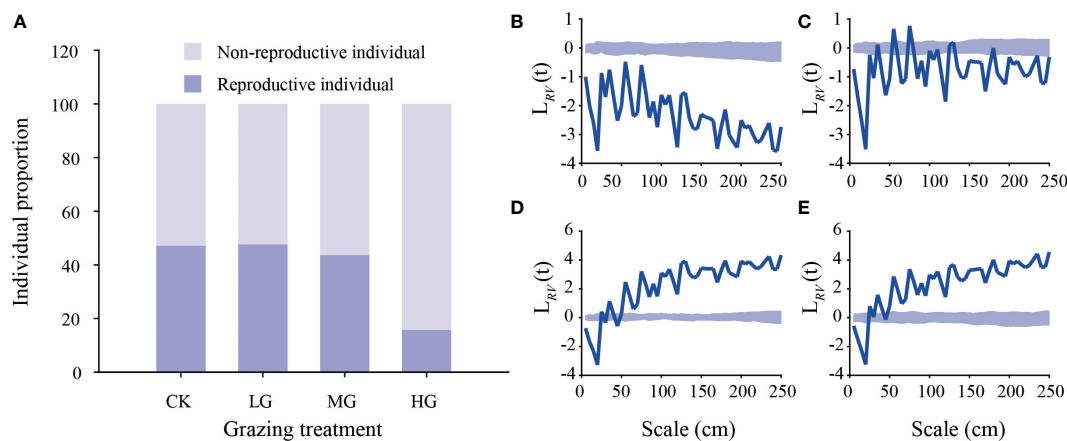 A
Individual proportion
120
100
80
60
40
20
0
Non-reproductive individual
Reproductive individual
CK LG MG HG
Grazing treatment
B
L_RV(t)
1
0
-1
-2
-3
-4
0 50 100 150 200 250
C
L_RV(t)
1
0
-1
-2
-3
-4
0 50 100 150 200 250
D
L_RV(t)
6
4
2
0
-2
-4
0 50 100 150 200 250
Scale (cm)
E
L_RV(t)
6
4
2
0
-2
-4
0 50 100 150 200 250
Scale (cm)